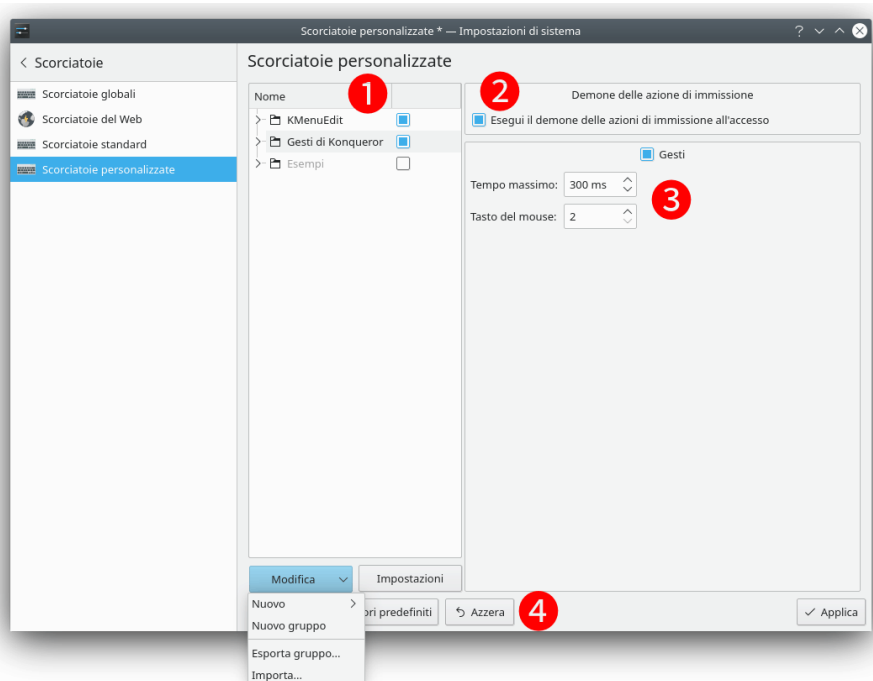 Scorciatoie personalizzate * — Impostazioni di sistema
Scorciatoie
Scorciatoie globali
Scorciatoie del Web
Scorciatoie standard
Scorciatoie personalizzate
Scorciatoie personalizzate
1
Nome
KMenuEdit
Gesti di Konqueror
Esempi
2
Demone delle azione di immissione
Esegui il demone delle azioni di immissione all'accesso
Gesti
Tempo massimo: 300 ms
3
Tasto del mouse: 2
Modifica
Impostazioni
Nuovo
Nuovo gruppo
Esporta gruppo...
Importa...
predefiniti
Azzera
4
Applica